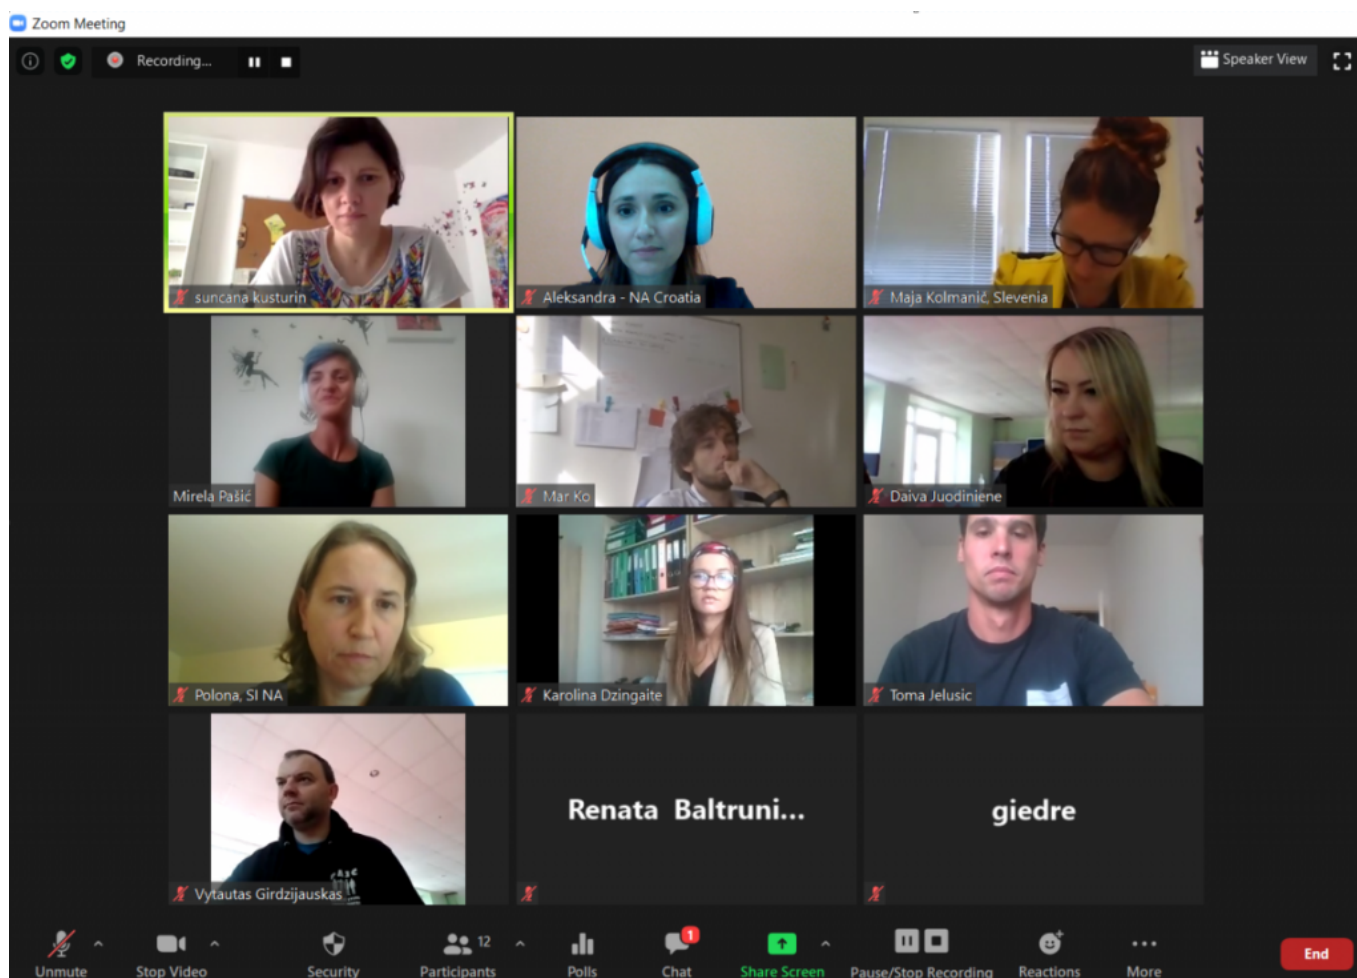 Zoom Meeting
Recording...
Speaker View
suncana kusturin
Aleksandra - NA Croatia
Maja Kolmanič, Slevenia
Mirela Pašić
Mar Ko
Daiva Juodiniene
Polona, SI NA
Karolina Dzingaite
Toma Jelusic
Vytautas Girdzijauskas
Renata Baltruni...
giedre
Unmute
Stop Video
Security
12
Participants
Polls
1
Chat
Share Screen
Pause/Stop Recording
Reactions
More
End